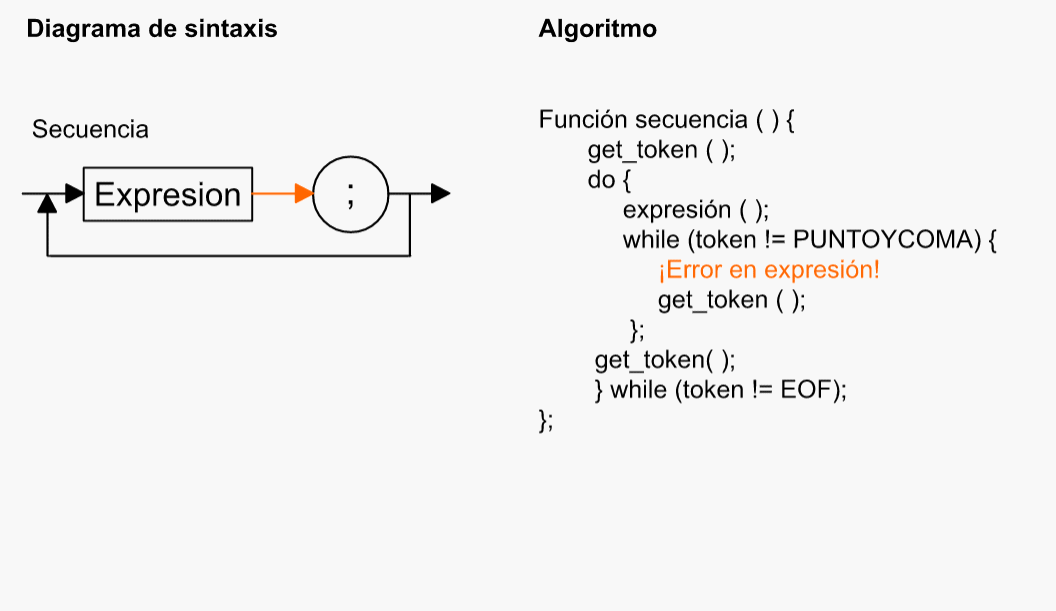 Diagrama de sintaxis
Secuencia
Expresion
;
Algoritmo
Función secuencia ( ) {
get_token ( );
do {
expresión ( );
while (token != PUNTOYCOMA) {
¡Error en expresión!
get_token ( );
};
get_token( );
} while (token != EOF);
};